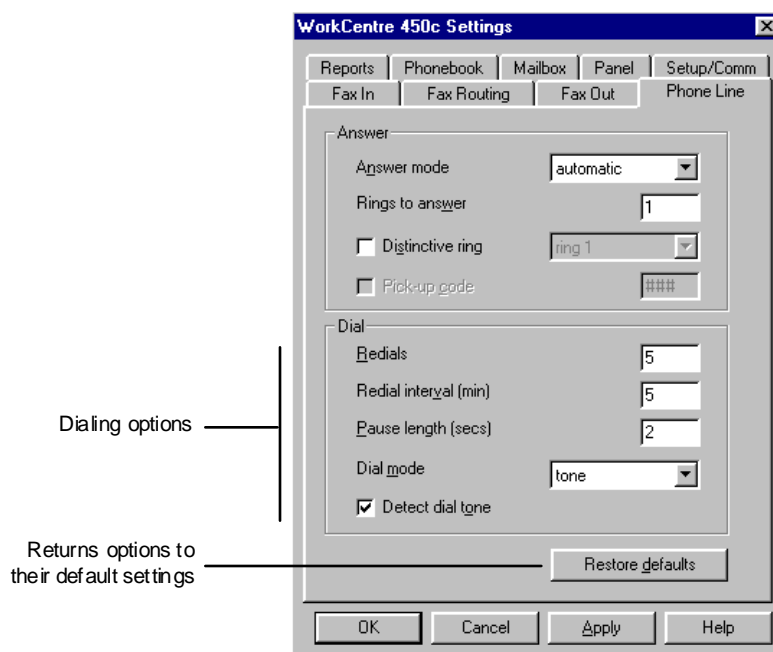 WorkCentre 450c Settings
Reports Phonebook Mailbox Panel Setup/Comm
Fax In Fax Routing Fax Out Phone Line
Answer
Answer mode automatic
Rings to answer 1
Distinctive ring ring 1
Pick-up code ###
Dial
Redials 5
Redial interval (min) 5
Pause length (secs) 2
Dial mode tone
Detect dial tone
Dialing options
Returns options to
their default settings
Restore defaults
OK Cancel Apply Help